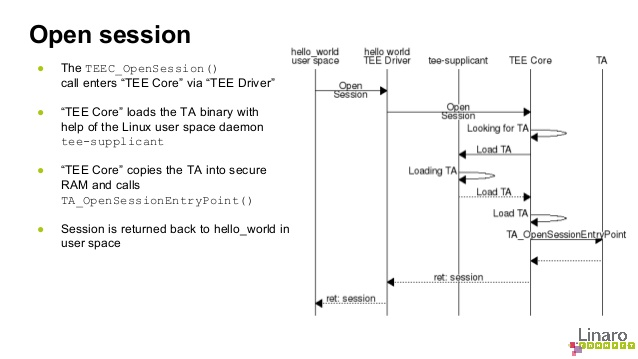 Open session
The TEEC_OpenSession()
call enters “TEE Core” via “TEE Driver”
“TEE Core” loads the TA binary with
help of the Linux user space daemon
tee-supplicant
“TEE Core” copies the TA into secure
RAM and calls
TA_OpenSessionEntryPoint()
Session is returned back to hello_world in
user space
hello_world
user space
hello world
TEE Driver
tee-supplicant
TEE Core
TA
Open
Session
Open
Session
Looking for TA
Load TA
Loading TA
Load TA
Load TA
TA_OpenSessionEntryPoint
ret: session
ret: session
Linaro